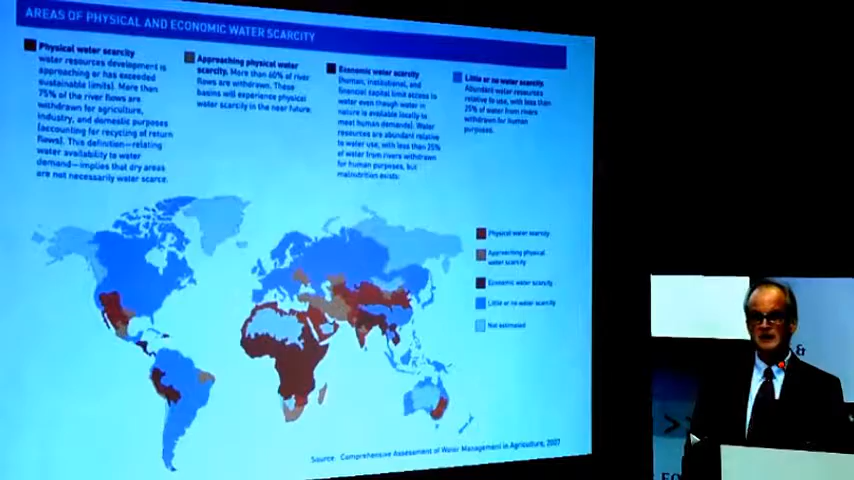 AREAS OF PHYSICAL AND ECONOMIC WATER SCARCITY
Physical water scarcity
water resources development is
approaching or has exceeded
sustainable limits). More than
75% of the river flows are
withdrawn for agriculture,
industry, and domestic purposes
(accounting for recycling of return
flows). This definition—relating
water availability to water
demand—implies that dry areas
are not necessarily water scarce.
Approaching physical water
scarcity. More than 60% of river
flows are withdrawn. These
basins will experience physical
water scarcity in the near future.
Economic water scarcity
(human, institutional, and
financial capital limit access to
water even though water in
nature is available locally to
meet human demands). Water
resources are abundant relative
to water use, with less than 25%
of water from rivers withdrawn
for human purposes, but
malnutrition exists.
Little or no water scarcity.
Abundant water resources
relative to use, with less than
25% of water from rivers
withdrawn for human
purposes.
Physical water scarcity
Approaching physical
water scarcity
Economic water scarcity
Little or no water scarcity
Not estimated
Source: Comprehensive Assessment of Water Management in Agriculture, 2007
&